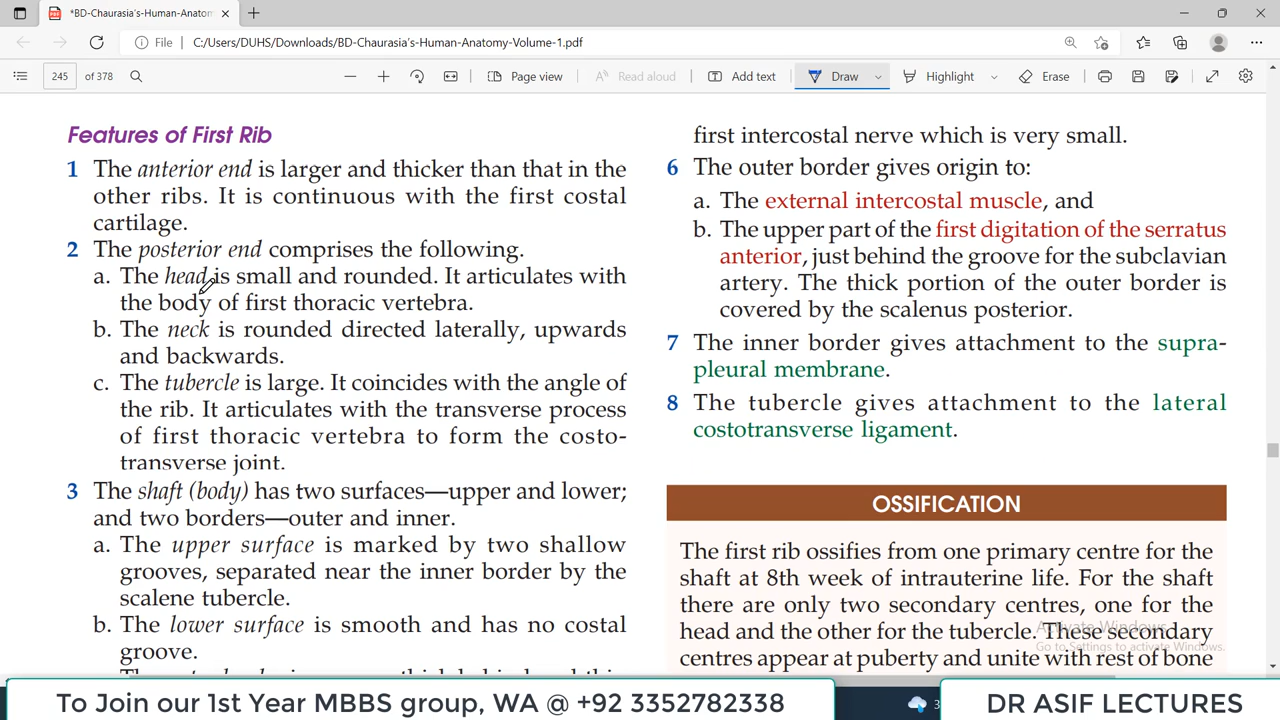 *BD-Chaurasia's-Human-Anatom
File
C:/Users/DUHS/Downloads/BD-Chaurasia's-Human-Anatomy-Volume-1.pdf
245 of 378
Page view
Read aloud
Add text
Draw
Highlight
Erase
Features of First Rib
1 The anterior end is larger and thicker than that in the
other ribs. It is continuous with the first costal
cartilage.
2 The posterior end comprises the following.
a. The head is small and rounded. It articulates with
the body of first thoracic vertebra.
b. The neck is rounded directed laterally, upwards
and backwards.
c. The tubercle is large. It coincides with the angle of
the rib. It articulates with the transverse process
of first thoracic vertebra to form the costo-
transverse joint.
3 The shaft (body) has two surfaces—upper and lower;
and two borders—outer and inner.
a. The upper surface is marked by two shallow
grooves, separated near the inner border by the
scalene tubercle.
b. The lower surface is smooth and has no costal
groove.
first intercostal nerve which is very small.
6 The outer border gives origin to:
a. The external intercostal muscle, and
b. The upper part of the first digitation of the serratus
anterior, just behind the groove for the subclavian
artery. The thick portion of the outer border is
covered by the scalenus posterior.
7 The inner border gives attachment to the supra-
pleural membrane.
8 The tubercle gives attachment to the lateral
costotransverse ligament.
OSSIFICATION
The first rib ossifies from one primary centre for the
shaft at 8th week of intrauterine life. For the shaft
there are only two secondary centres, one for the
head and the other for the tubercle. These secondary
centres appear at puberty and unite with rest of bone
Activate Windows
Go to Settings to activate Windows.
To Join our 1st Year MBBS group, WA @ +92 3352782338
DR ASIF LECTURES